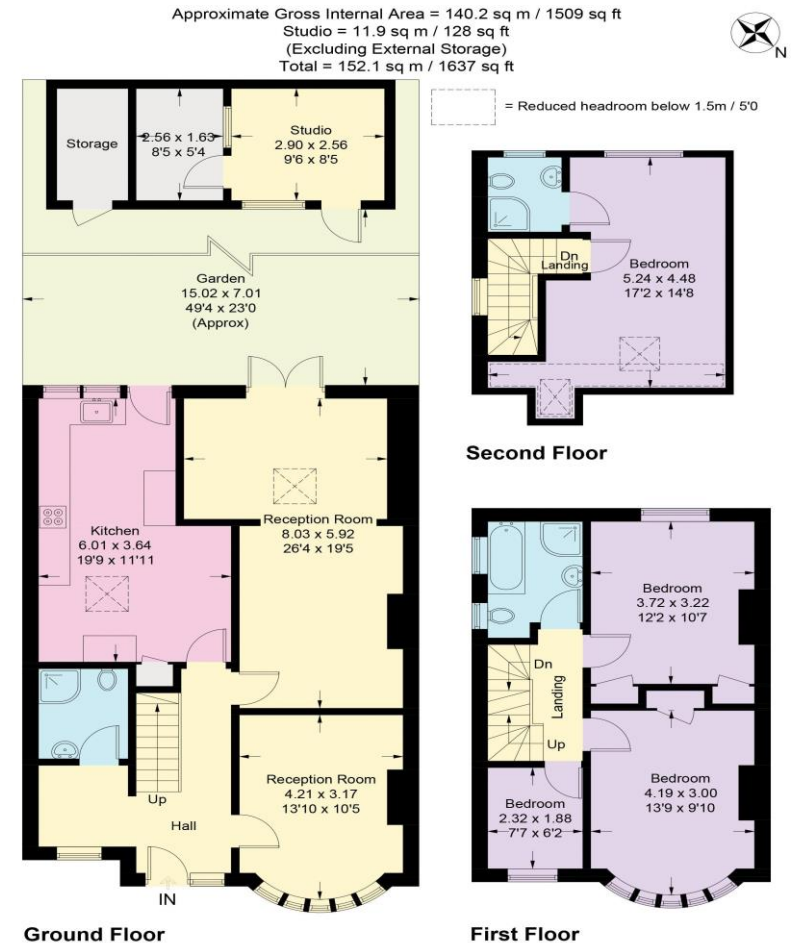 Approximate Gross Internal Area = 140.2 sq m / 1509 sq ft
Studio = 11.9 sq m / 128 sq ft
(Excluding External Storage)
Total = 152.1 sq m / 1637 sq ft
N
= Reduced headroom below 1.5m / 5'0
Storage
2.56 x 1.63
8'5 x 5'4
Studio
2.90 x 2.56
9'6 x 8'5
Garden
15.02 x 7.01
49'4 x 23'0
(Approx)
Dn
Landing
Bedroom
5.24 x 4.48
17'2 x 14'8
Second Floor
Kitchen
6.01 x 3.64
19'9 x 11'11
Reception Room
8.03 x 5.92
26'4 x 19'5
Up
Hall
Reception Room
4.21 x 3.17
13'10 x 10'5
IN
Ground Floor
Bedroom
3.72 x 3.22
12'2 x 10'7
Dn
Landing
Up
Bedroom
2.32 x 1.88
7'7 x 6'2
Bedroom
4.19 x 3.00
13'9 x 9'10
First Floor